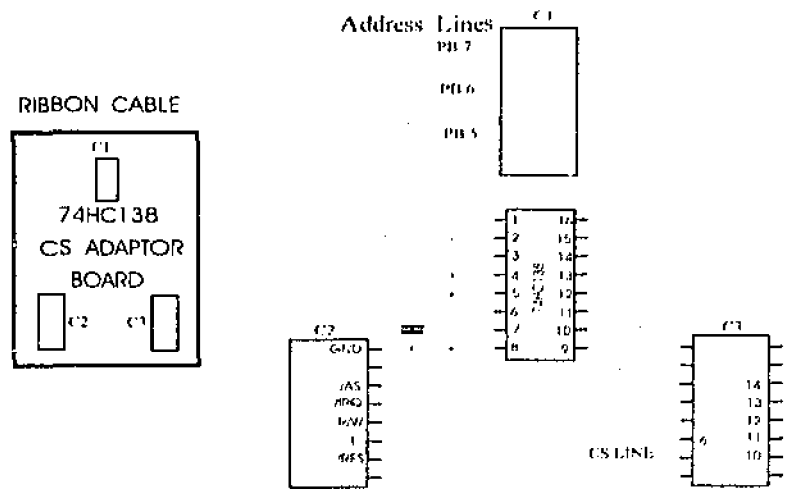 Address Lines
C1
PB 7
PB 6
PB 5
RIBBON CABLE
C1
74HC138
CS ADAPTOR
BOARD
C2
C3
1
2
3
4
5
6
7
8
74HC138
16
15
14
13
12
11
10
9
C2
GND
/AS
/IRQ
R/W
/RES
C3
14
13
12
11
10
6
CS LINE